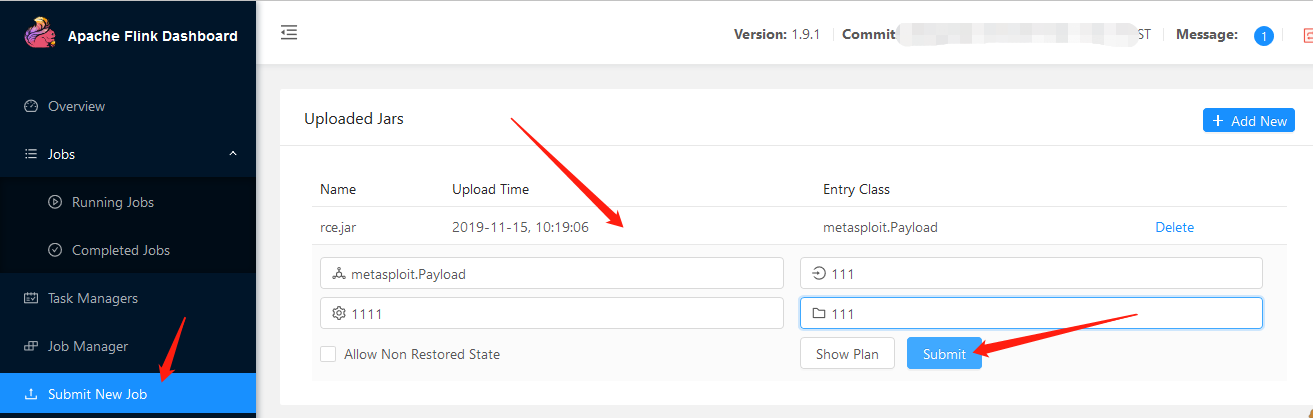 Apache Flink Dashboard
Version: 1.9.1 Commit ST Message: 1
Overview
Jobs
Running Jobs
Completed Jobs
Task Managers
Job Manager
Submit New Job
Uploaded Jars
+ Add New
Name Upload Time Entry Class
rce.jar 2019-11-15, 10:19:06 metasploit.Payload Delete
metasploit.Payload 111
1111 111
Allow Non Restored State Show Plan Submit